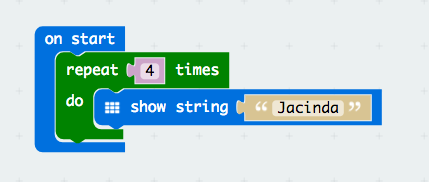 on start
repeat 4 times
do show string “ Jacinda ”